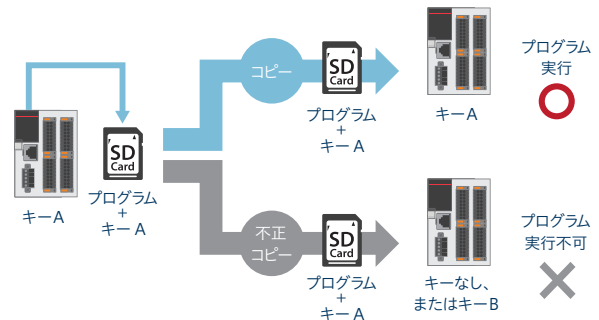 キーA
SD
Card
プログラム
+
キー A
コピー
SD
Card
プログラム
+
キー A
キーA
プログラム
実行
不正
コピー
SD
Card
プログラム
+
キー A
キーなし、
またはキーB
プログラム
実行不可